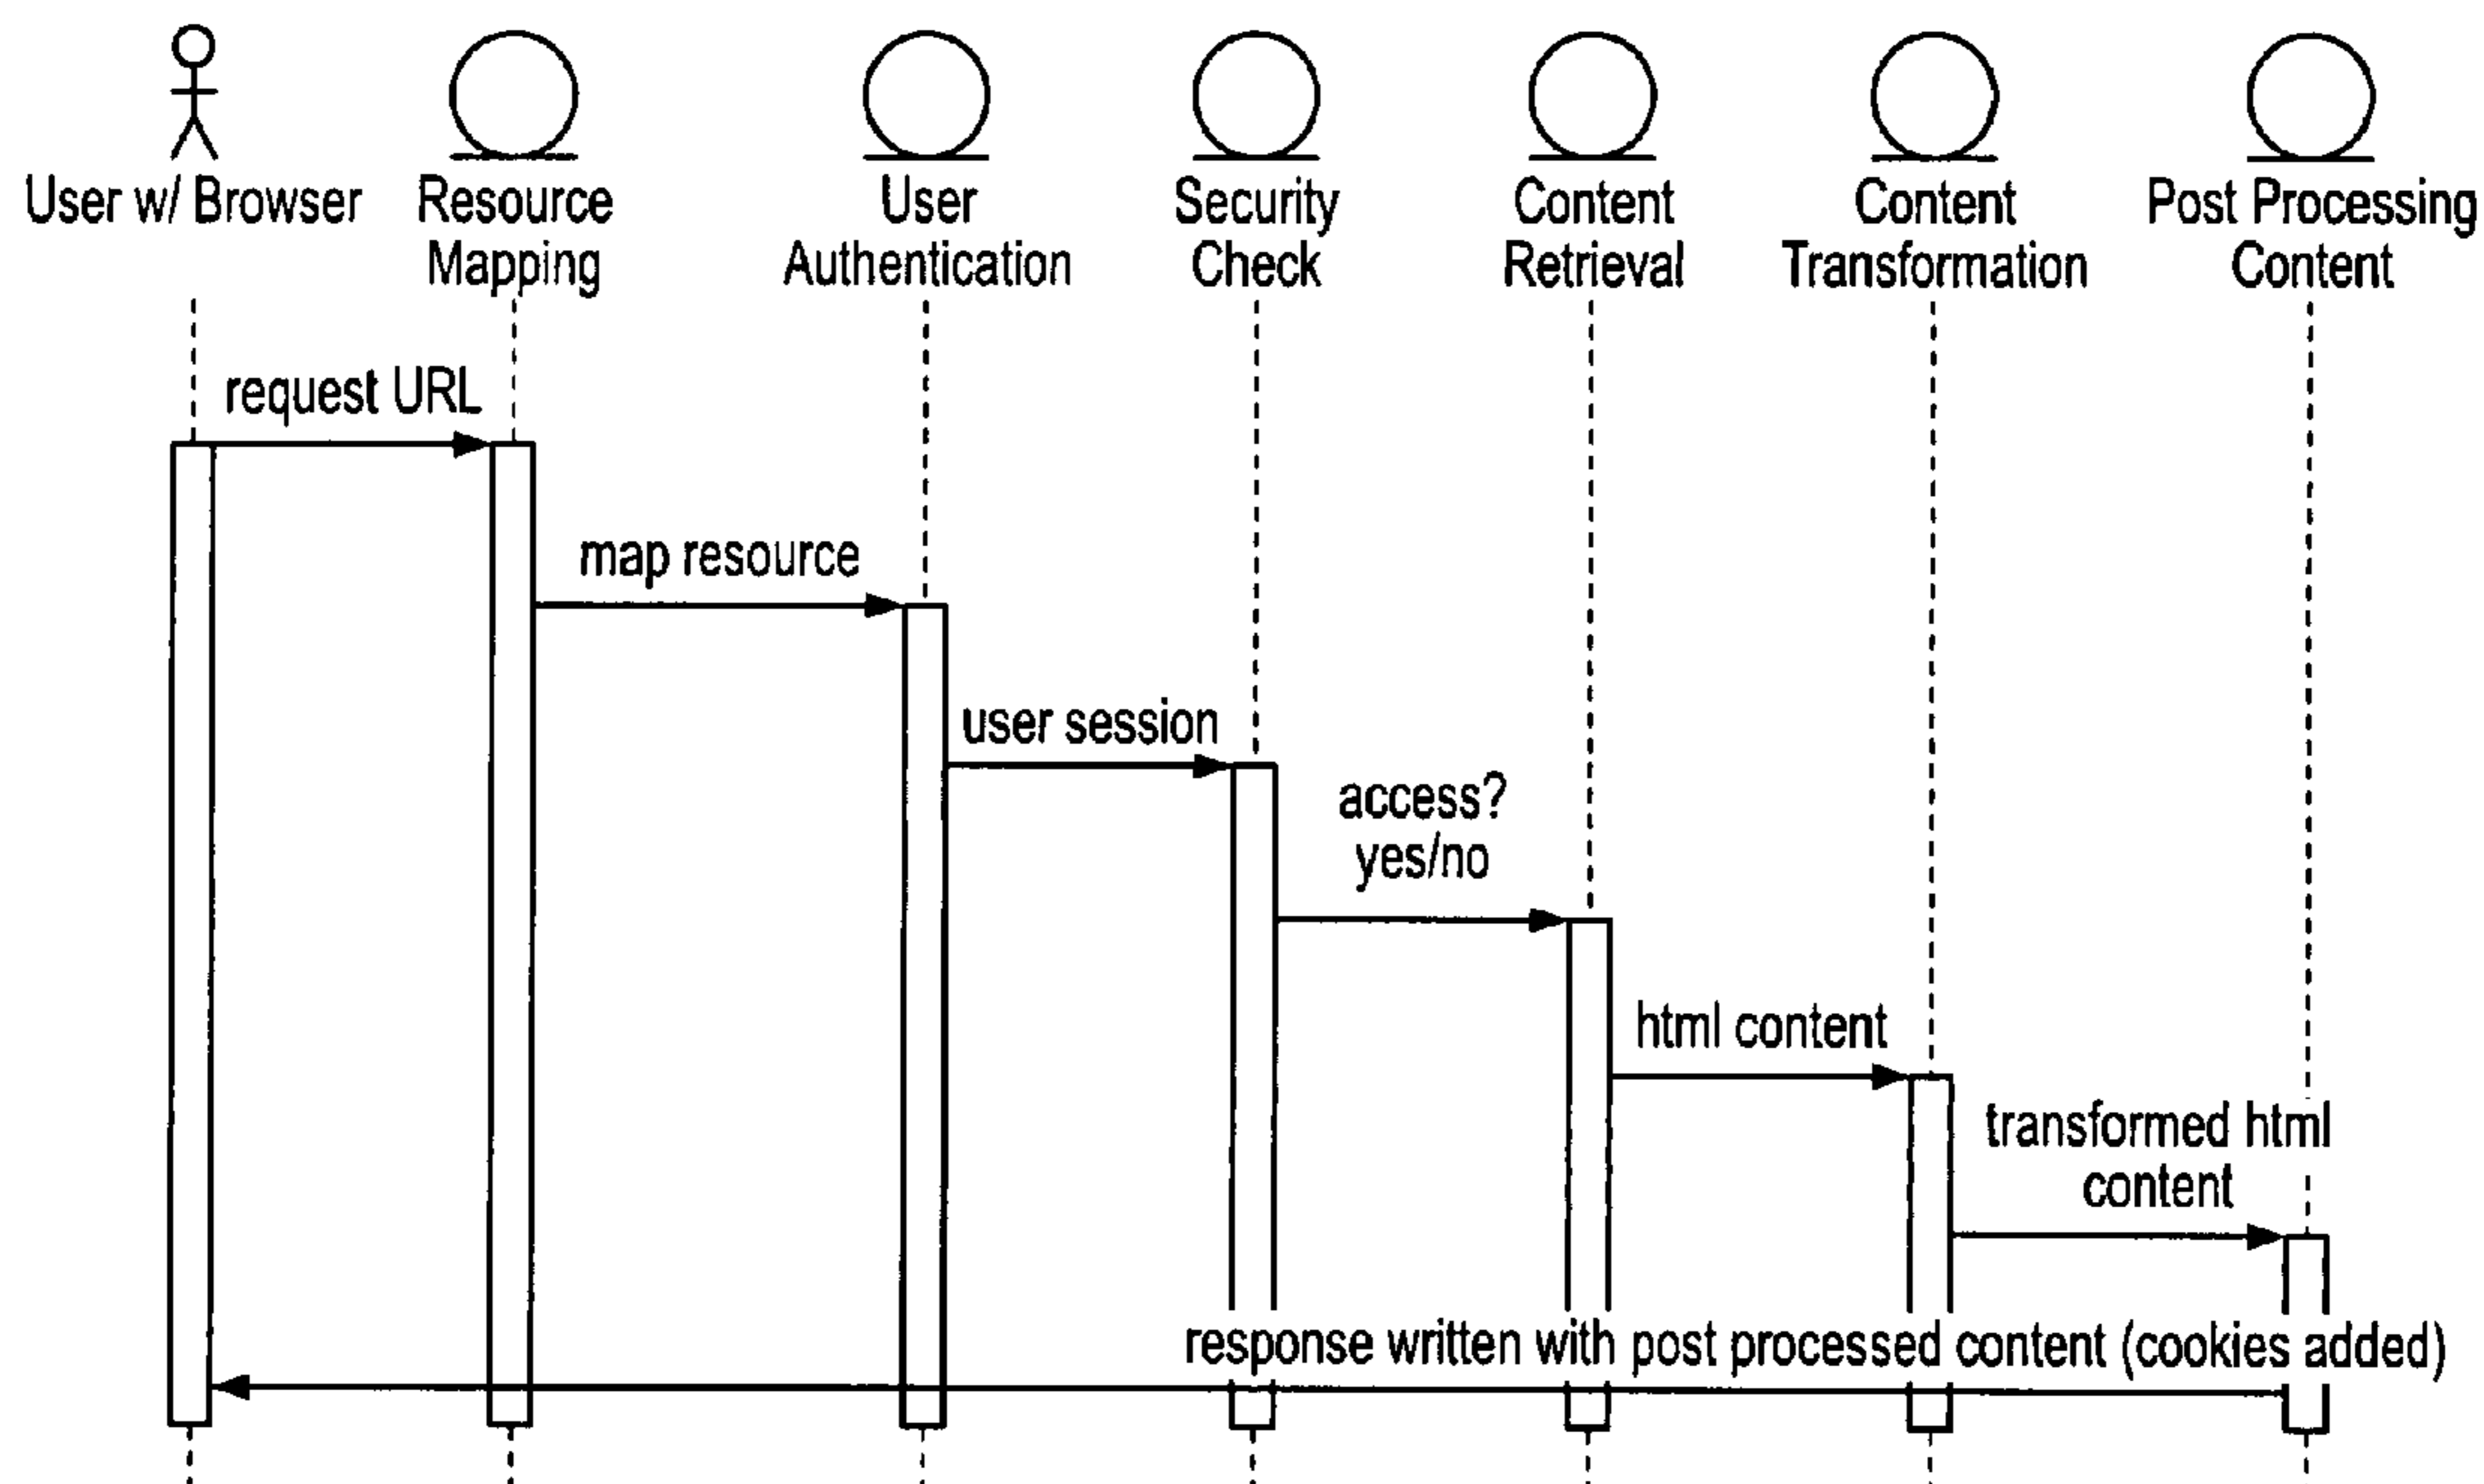 User w/ Browser
Resource
Mapping
User
Authentication
Security
Check
Content
Retrieval
Content
Transformation
Post Processing
Content
request URL
map resource
user session
access?
yes/no
html content
transformed html
content
response written with post processed content (cookies added)